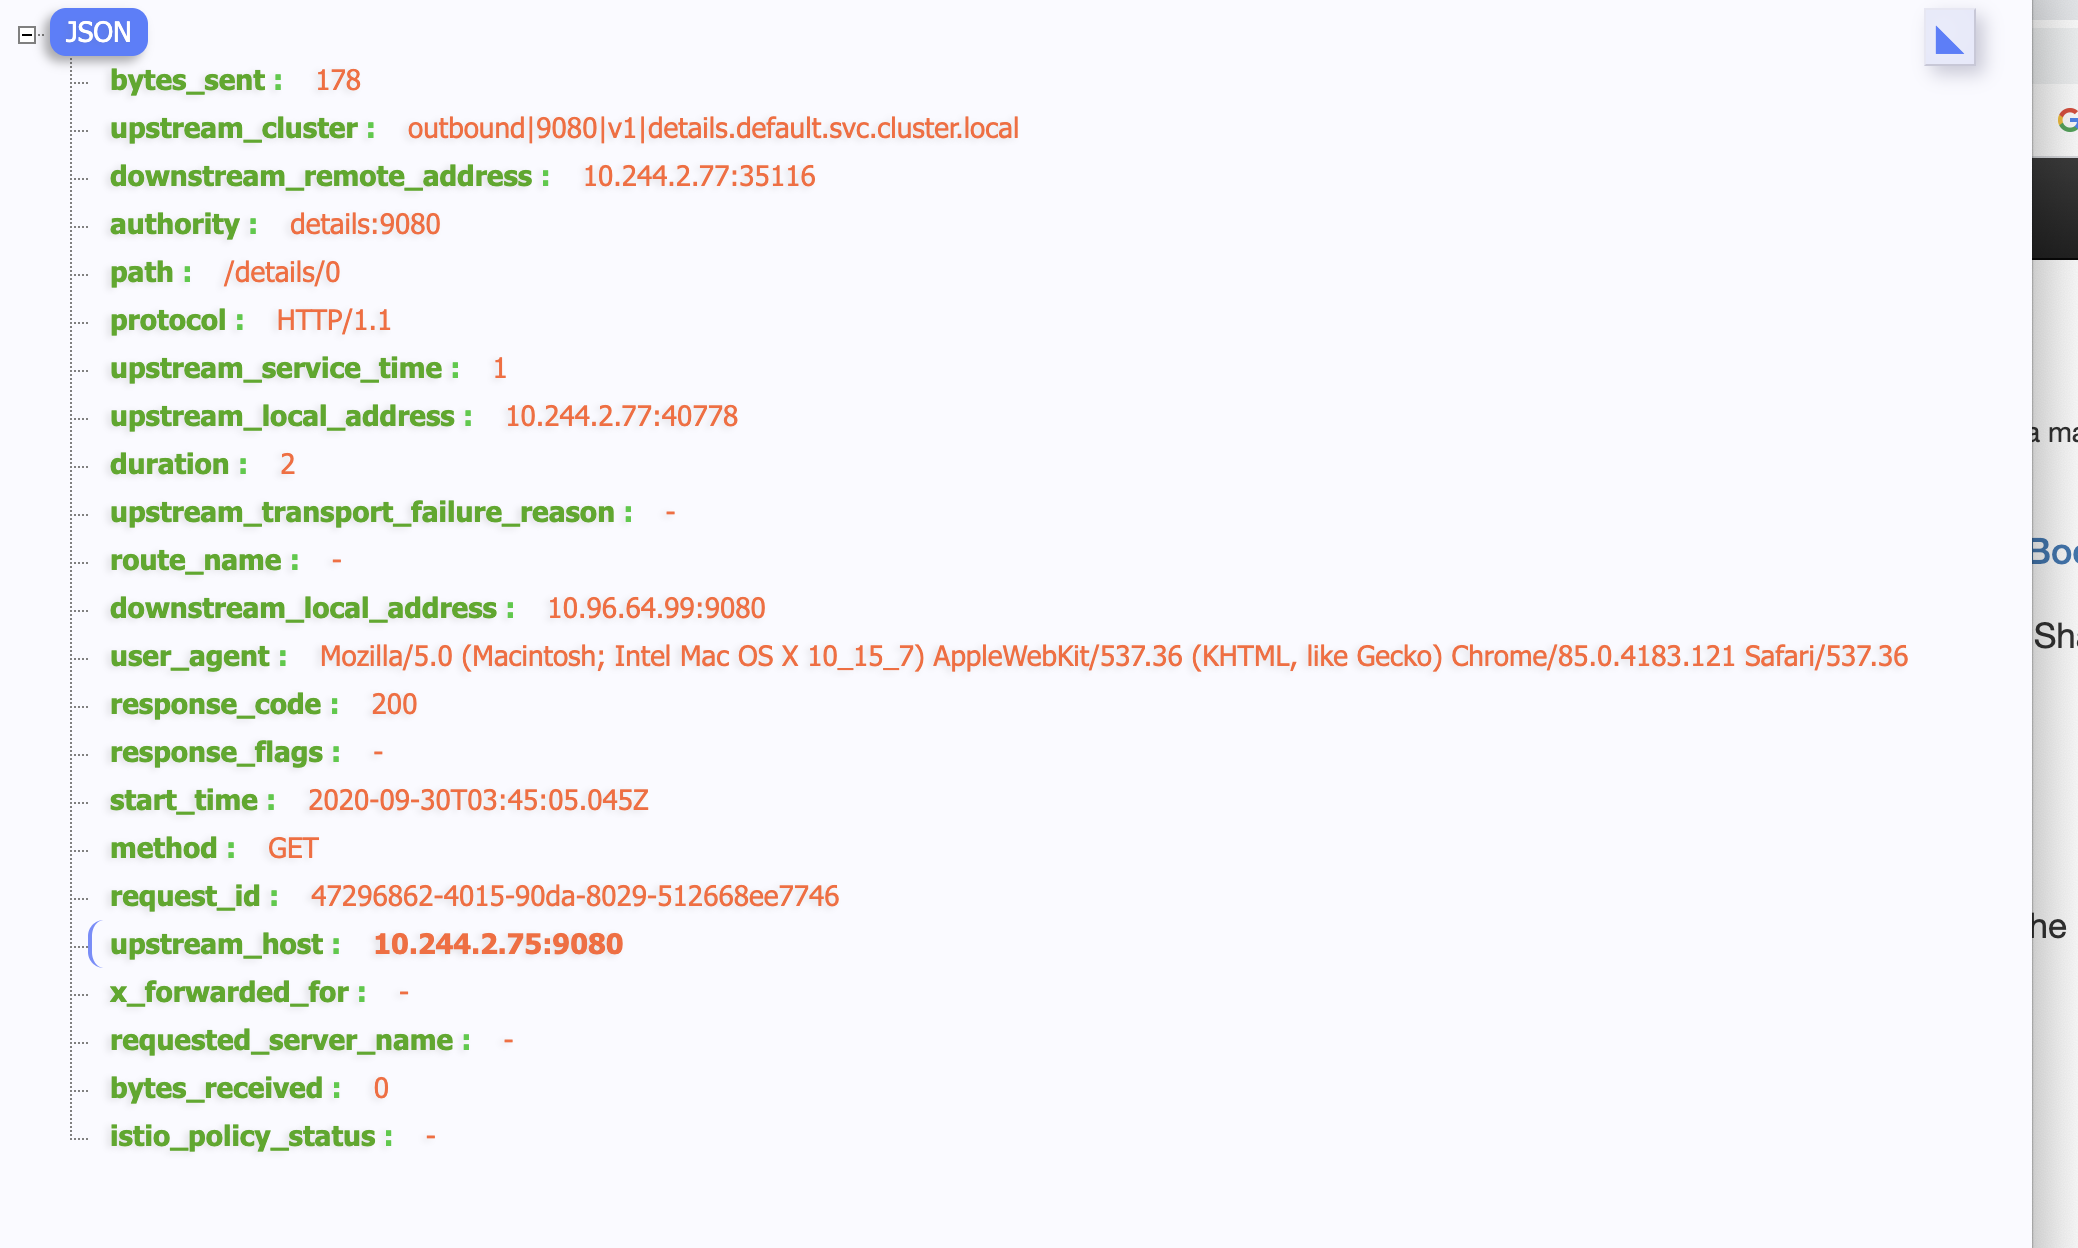 JSON
bytes_sent : 178
upstream_cluster : outbound|9080|v1|details.default.svc.cluster.local
downstream_remote_address : 10.244.2.77:35116
authority : details:9080
path : /details/0
protocol : HTTP/1.1
upstream_service_time : 1
upstream_local_address : 10.244.2.77:40778
duration : 2
upstream_transport_failure_reason : -
route_name : -
downstream_local_address : 10.96.64.99:9080
user_agent : Mozilla/5.0 (Macintosh; Intel Mac OS X 10_15_7) AppleWebKit/537.36 (KHTML, like Gecko) Chrome/85.0.4183.121 Safari/537.36
response_code : 200
response_flags : -
start_time : 2020-09-30T03:45:05.045Z
method : GET
request_id : 47296862-4015-90da-8029-512668ee7746
upstream_host : 10.244.2.75:9080
x_forwarded_for : -
requested_server_name : -
bytes_received : 0
istio_policy_status : -